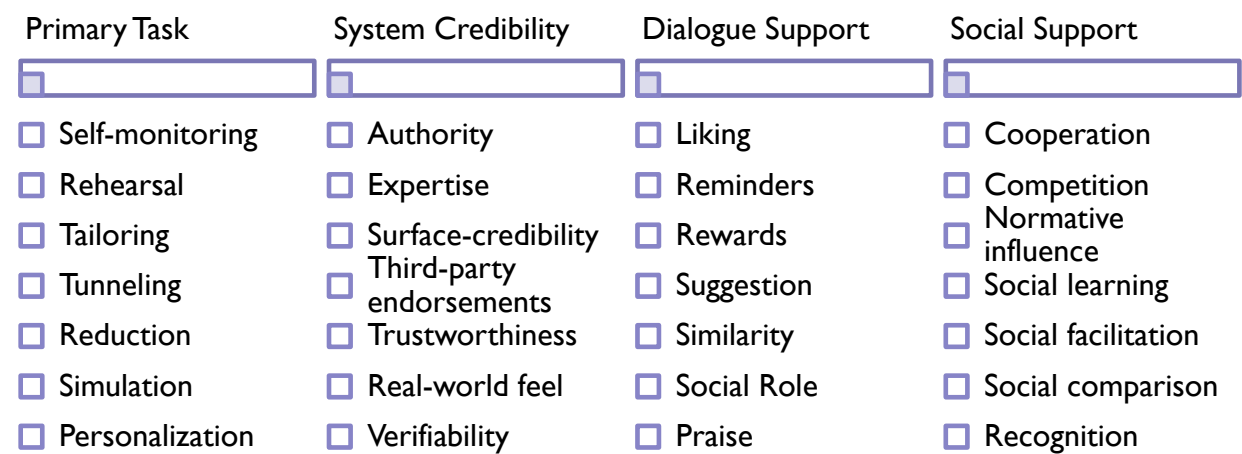 Primary Task
Self-monitoring
Rehearsal
Tailoring
Tunneling
Reduction
Simulation
Personalization
System Credibility
Authority
Expertise
Surface-credibility
Third-party
endorsements
Trustworthiness
Real-world feel
Verifiability
Dialogue Support
Liking
Reminders
Rewards
Suggestion
Similarity
Social Role
Praise
Social Support
Cooperation
Competition
Normative
influence
Social learning
Social facilitation
Social comparison
Recognition